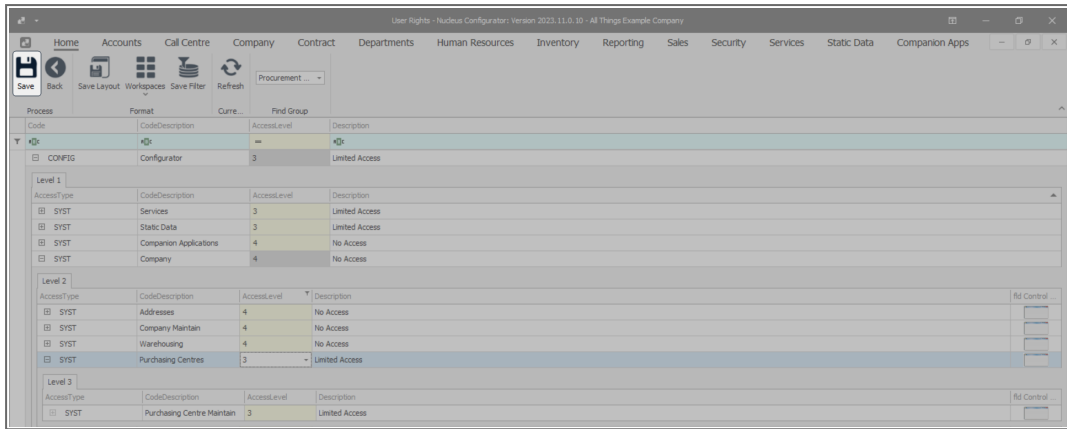 User Rights - Nucleus Configurator: Version 2023.11.0.10 - All Things Example Company
Home Accounts Call Centre Company Contract Departments Human Resources Inventory Reporting Sales Security Services Static Data Companion Apps
Save Back Save Layout Workspaces Save Filter Refresh Procurement ...
Process Format Curre... Find Group
Code CodeDescription AccessLevel Description
=
CONFIG Configurator 3 Limited Access
Level 1
AccessType CodeDescription AccessLevel Description
SYST Services 3 Limited Access
SYST Static Data 3 Limited Access
SYST Companion Applications 4 No Access
SYST Company 4 No Access
Level 2
AccessType CodeDescription AccessLevel Description fld Control ...
SYST Addresses 4 No Access
SYST Company Maintain 4 No Access
SYST Warehousing 4 No Access
SYST Purchasing Centres 3 Limited Access
Level 3
AccessType CodeDescription AccessLevel Description fld Control ...
SYST Purchasing Centre Maintain 3 Limited Access